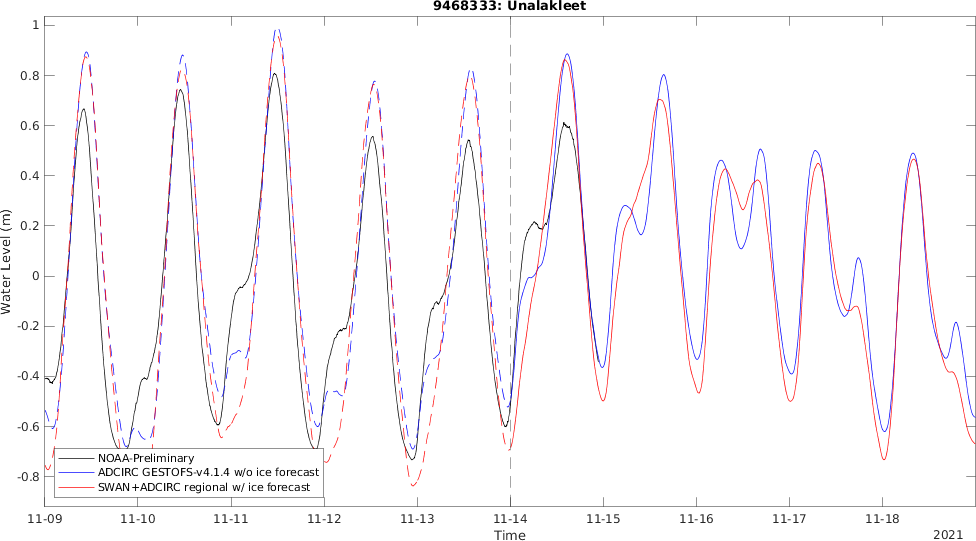 9468333: Unalakleet
1
0.8
0.6
0.4
0.2
0
-0.2
-0.4
-0.6
-0.8
Water Level (m)
NOAA-Preliminary
ADCIRC GESTOFS-v4.1.4 w/o ice forecast
SWAN+ADCIRC regional w/ ice forecast
11-09 11-10 11-11 11-12 11-13 11-14 11-15 11-16 11-17 11-18
Time
2021